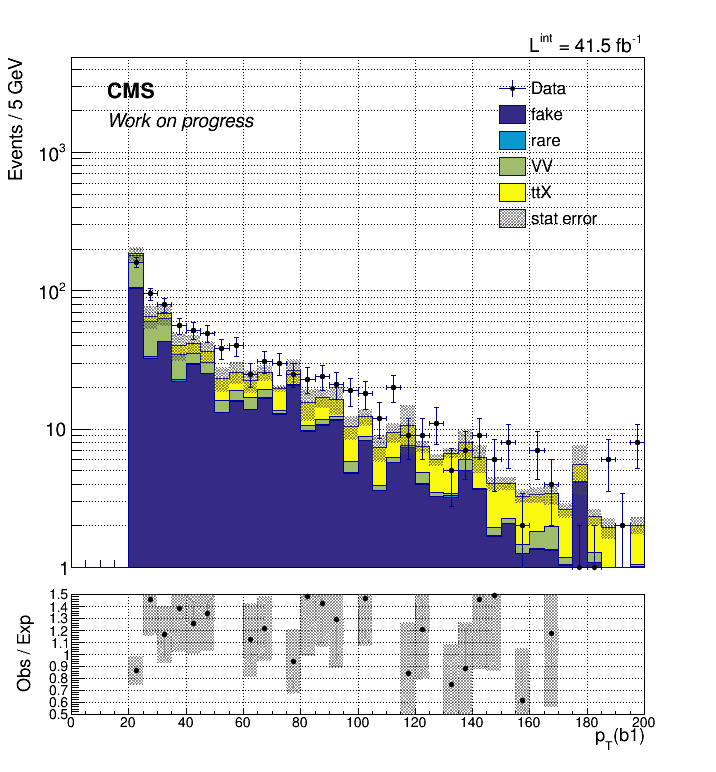 L^int = 41.5 fb^-1
Events / 5 GeV
CMS
Work on progress
Data
fake
rare
VV
ttX
stat error
10^3
10^2
10
1
Obs / Exp
1.5
1.4
1.3
1.2
1.1
1
0.9
0.8
0.7
0.6
0.5
0 20 40 60 80 100 120 140 160 180 200
p_T(b1)